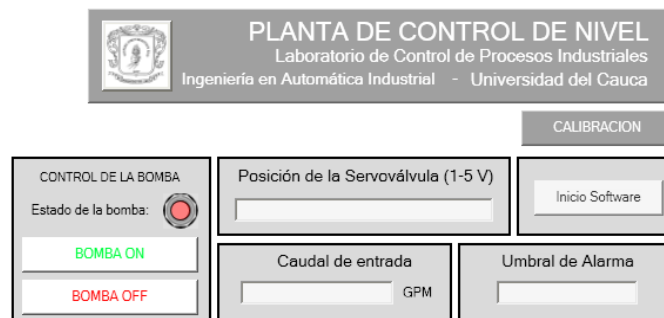 PLANTA DE CONTROL DE NIVEL
Laboratorio de Control de Procesos Industriales
Ingeniería en Automática Industrial - Universidad del Cauca
CALIBRACION
CONTROL DE LA BOMBA
Estado de la bomba:
BOMBA ON
BOMBA OFF
Posición de la Servoválvula (1-5 V)
Inicio Software
Caudal de entrada
GPM
Umbral de Alarma